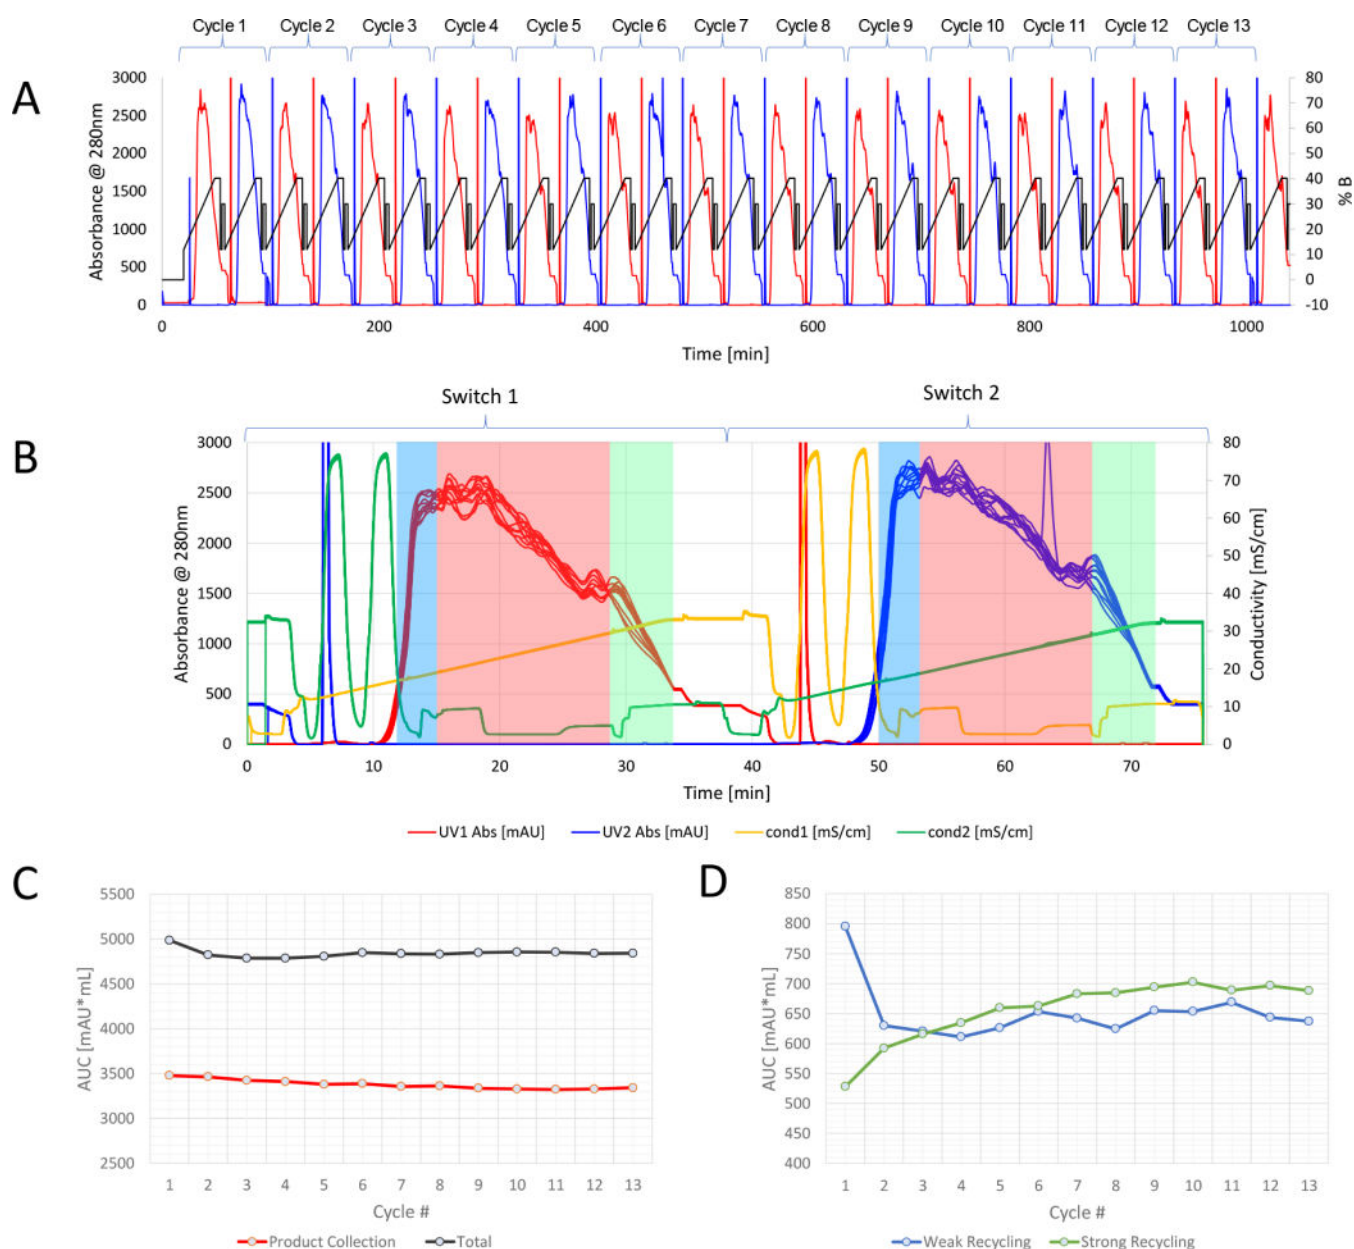 Cycle 1 Cycle 2 Cycle 3 Cycle 4 Cycle 5 Cycle 6 Cycle 7 Cycle 8 Cycle 9 Cycle 10 Cycle 11 Cycle 12 Cycle 13
A
Absorbance @ 280nm
3000
2500
2000
1500
1000
500
0
80
70
60
50
40
30
20
10
0
-10
% B
0 200 400 600 800 1000
Time [min]
Switch 1 Switch 2
B
Absorbance @ 280nm
3000
2500
2000
1500
1000
500
0
80
70
60
50
40
30
20
10
0
Conductivity [mS/cm]
0 10 20 30 40 50 60 70
Time [min]
UV1 Abs [mAU] UV2 Abs [mAU] cond1 [mS/cm] cond2 [mS/cm]
C
AUC [mAU*mL]
5500
5000
4500
4000
3500
3000
2500
1 2 3 4 5 6 7 8 9 10 11 12 13
Cycle #
Product Collection Total
D
AUC [mAU*mL]
850
800
750
700
650
600
550
500
450
400
1 2 3 4 5 6 7 8 9 10 11 12 13
Cycle #
Weak Recycling Strong Recycling